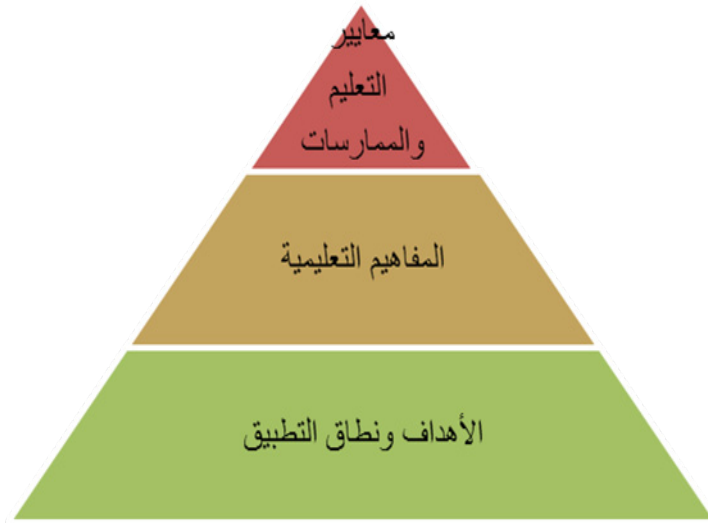 معايير
التعليم
والممارسات
المفاهيم التعليمية
الأهداف ونطاق التطبيق